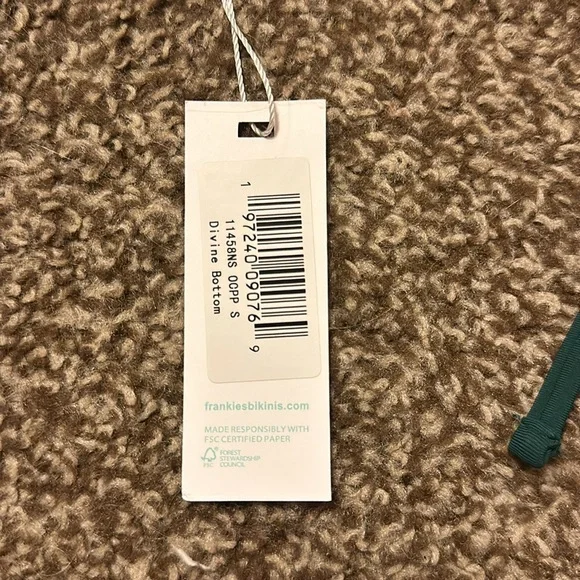 1 97240 09076 9
11458NS OCPP S
Divine Bottom
frankiesbikinis.com
MADE RESPONSIBLY WITH
FSC CERTIFIED PAPER
FSC
FOREST
STEWARDSHIP
COUNCIL